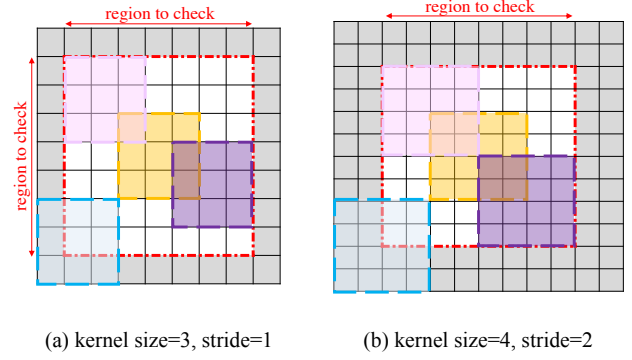 region to check
region to check
region to check
(a) kernel size=3, stride=1
(b) kernel size=4, stride=2